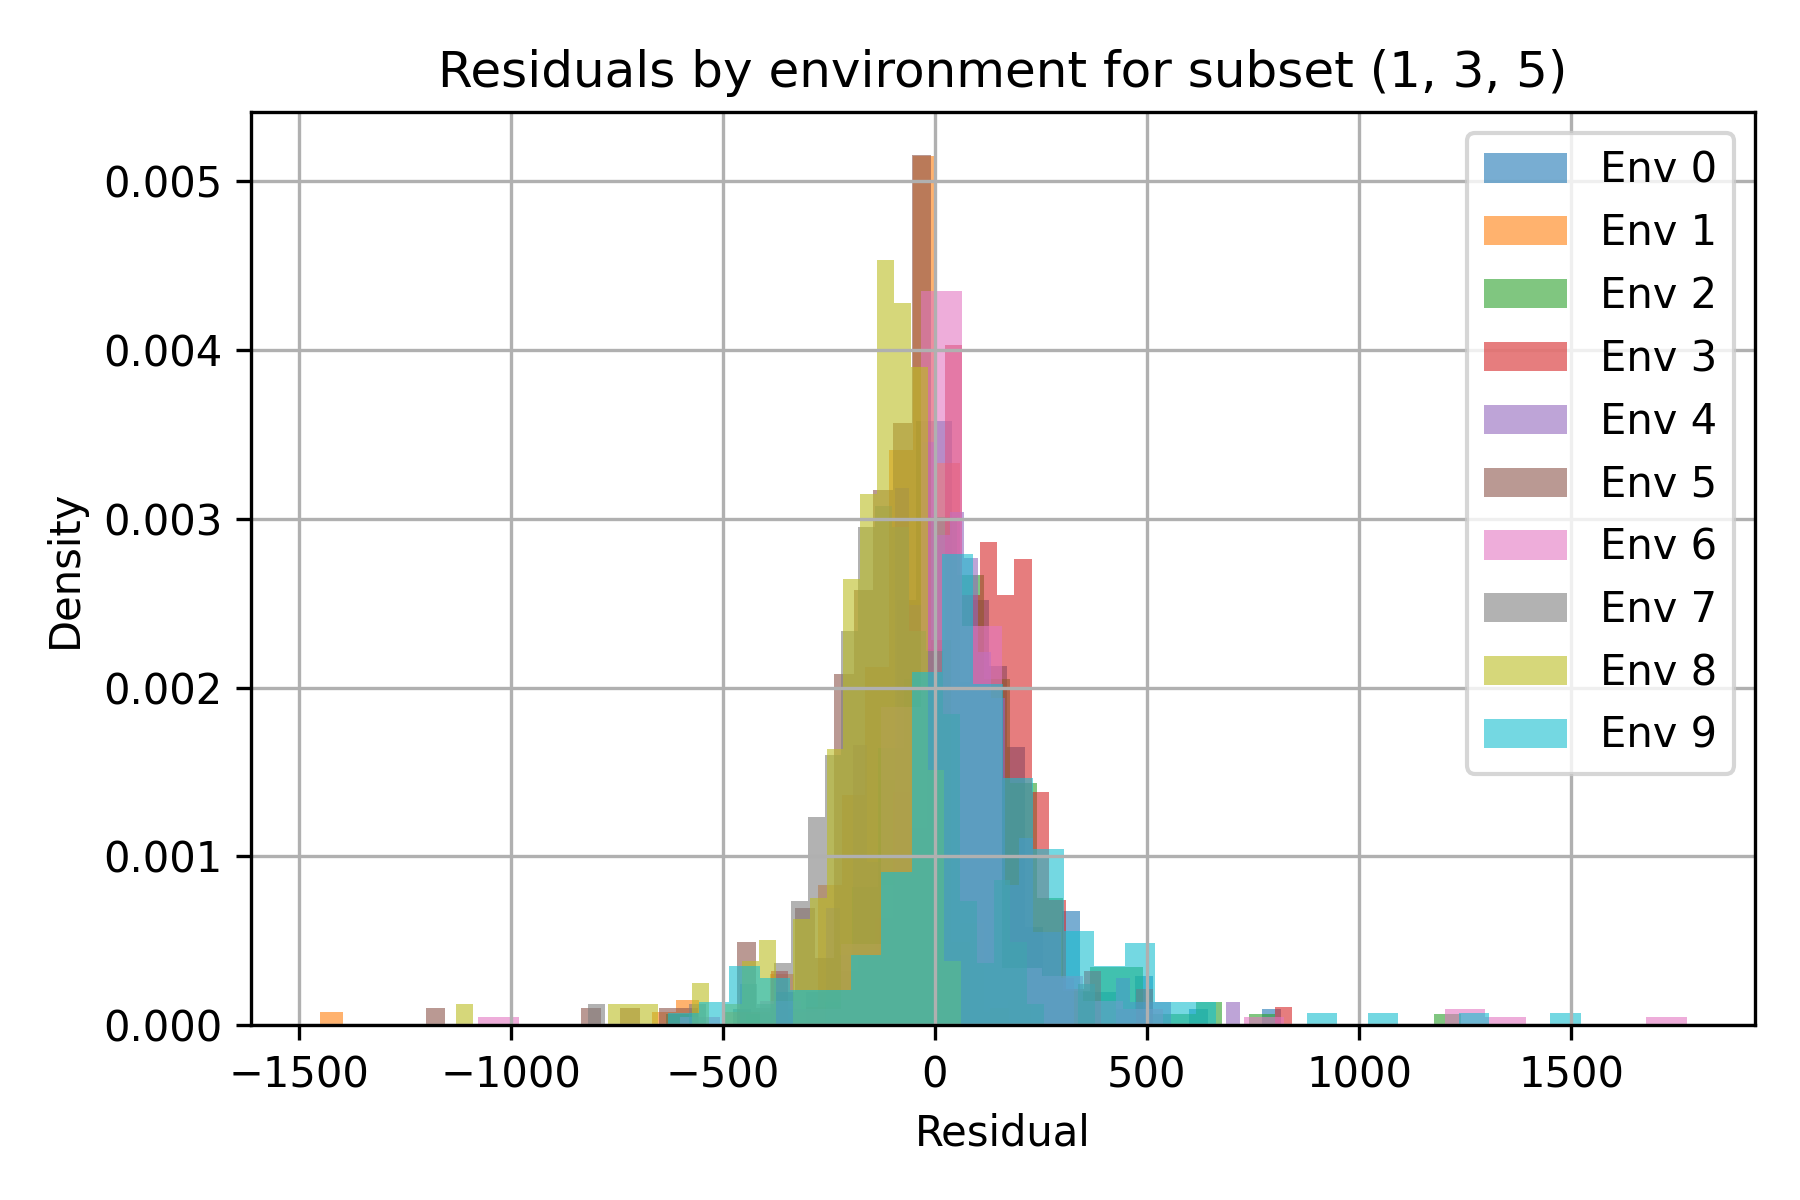 Residuals by environment for subset (1, 3, 5)
Density
0.005
0.004
0.003
0.002
0.001
0.000
−1500
−1000
−500
0
500
1000
1500
Residual
Env 0
Env 1
Env 2
Env 3
Env 4
Env 5
Env 6
Env 7
Env 8
Env 9